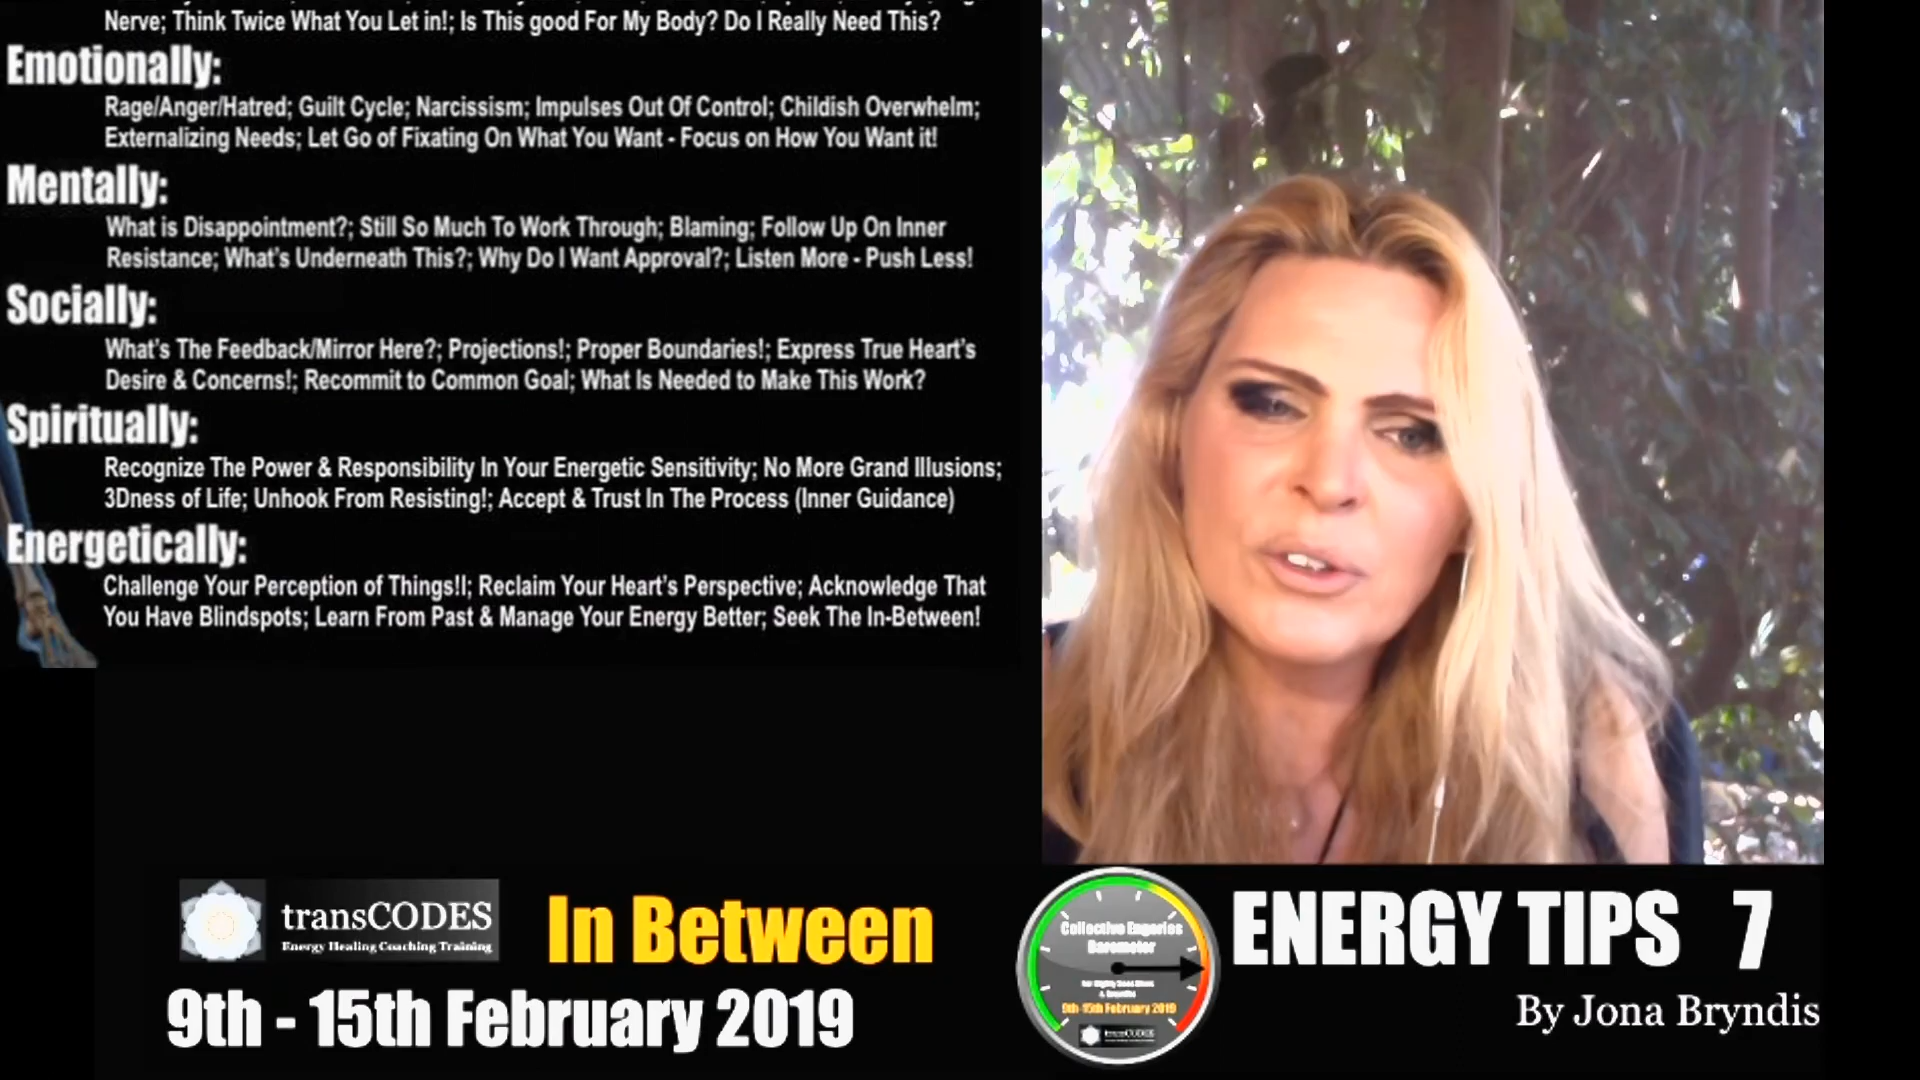 Nerve; Think Twice What You Let in!; Is This good For My Body? Do I Really Need This?
Emotionally:
Rage/Anger/Hatred; Guilt Cycle; Narcissism; Impulses Out Of Control; Childish Overwhelm;
Externalizing Needs; Let Go of Fixating On What You Want - Focus on How You Want it!
Mentally:
What is Disappointment?; Still So Much To Work Through; Blaming; Follow Up On Inner
Resistance; What's Underneath This?; Why Do I Want Approval?; Listen More - Push Less!
Socially:
What's The Feedback/Mirror Here?; Projections!; Proper Boundaries!; Express True Heart's
Desire & Concerns!; Recommit to Common Goal; What Is Needed to Make This Work?
Spiritually:
Recognize The Power & Responsibility In Your Energetic Sensitivity; No More Grand Illusions;
3Dness of Life; Unhook From Resisting!; Accept & Trust In The Process (Inner Guidance)
Energetically:
Challenge Your Perception of Things!!; Reclaim Your Heart's Perspective; Acknowledge That
You Have Blindspots; Learn From Past & Manage Your Energy Better; Seek The In-Between!
transCODES
Energy Healing Coaching Training
In Between
9th - 15th February 2019
Collective Engeries
Barometer
9th-15th February 2019
transCODES
ENERGY TIPS 7
By Jona Bryndis